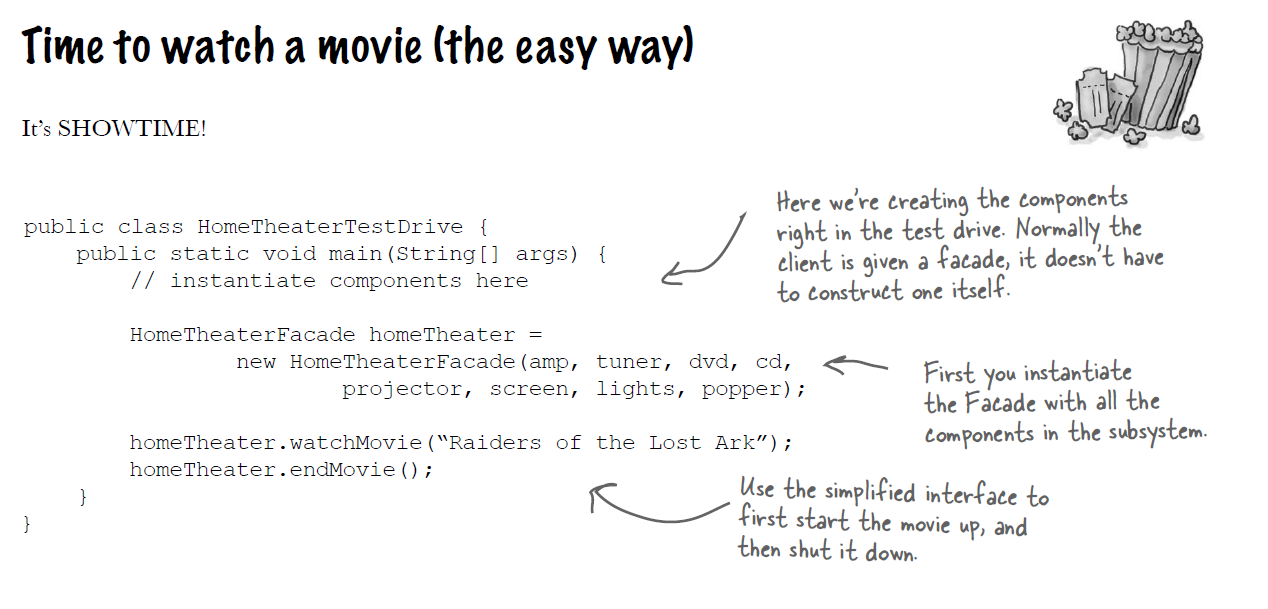 Time to watch a movie (the easy way)
It's SHOWTIME!
public class HomeTheaterTestDrive {
    public static void main(String[] args) {
        // instantiate components here
Here we're creating the components
right in the test drive. Normally the
client is given a facade, it doesn't have
to construct one itself.
        HomeTheaterFacade homeTheater =
                new HomeTheaterFacade(amp, tuner, dvd, cd,
                        projector, screen, lights, popper);
First you instantiate
the Facade with all the
components in the subsystem.
        homeTheater.watchMovie(“Raiders of the Lost Ark”);
        homeTheater.endMovie();
    }
}
Use the simplified interface to
first start the movie up, and
then shut it down.